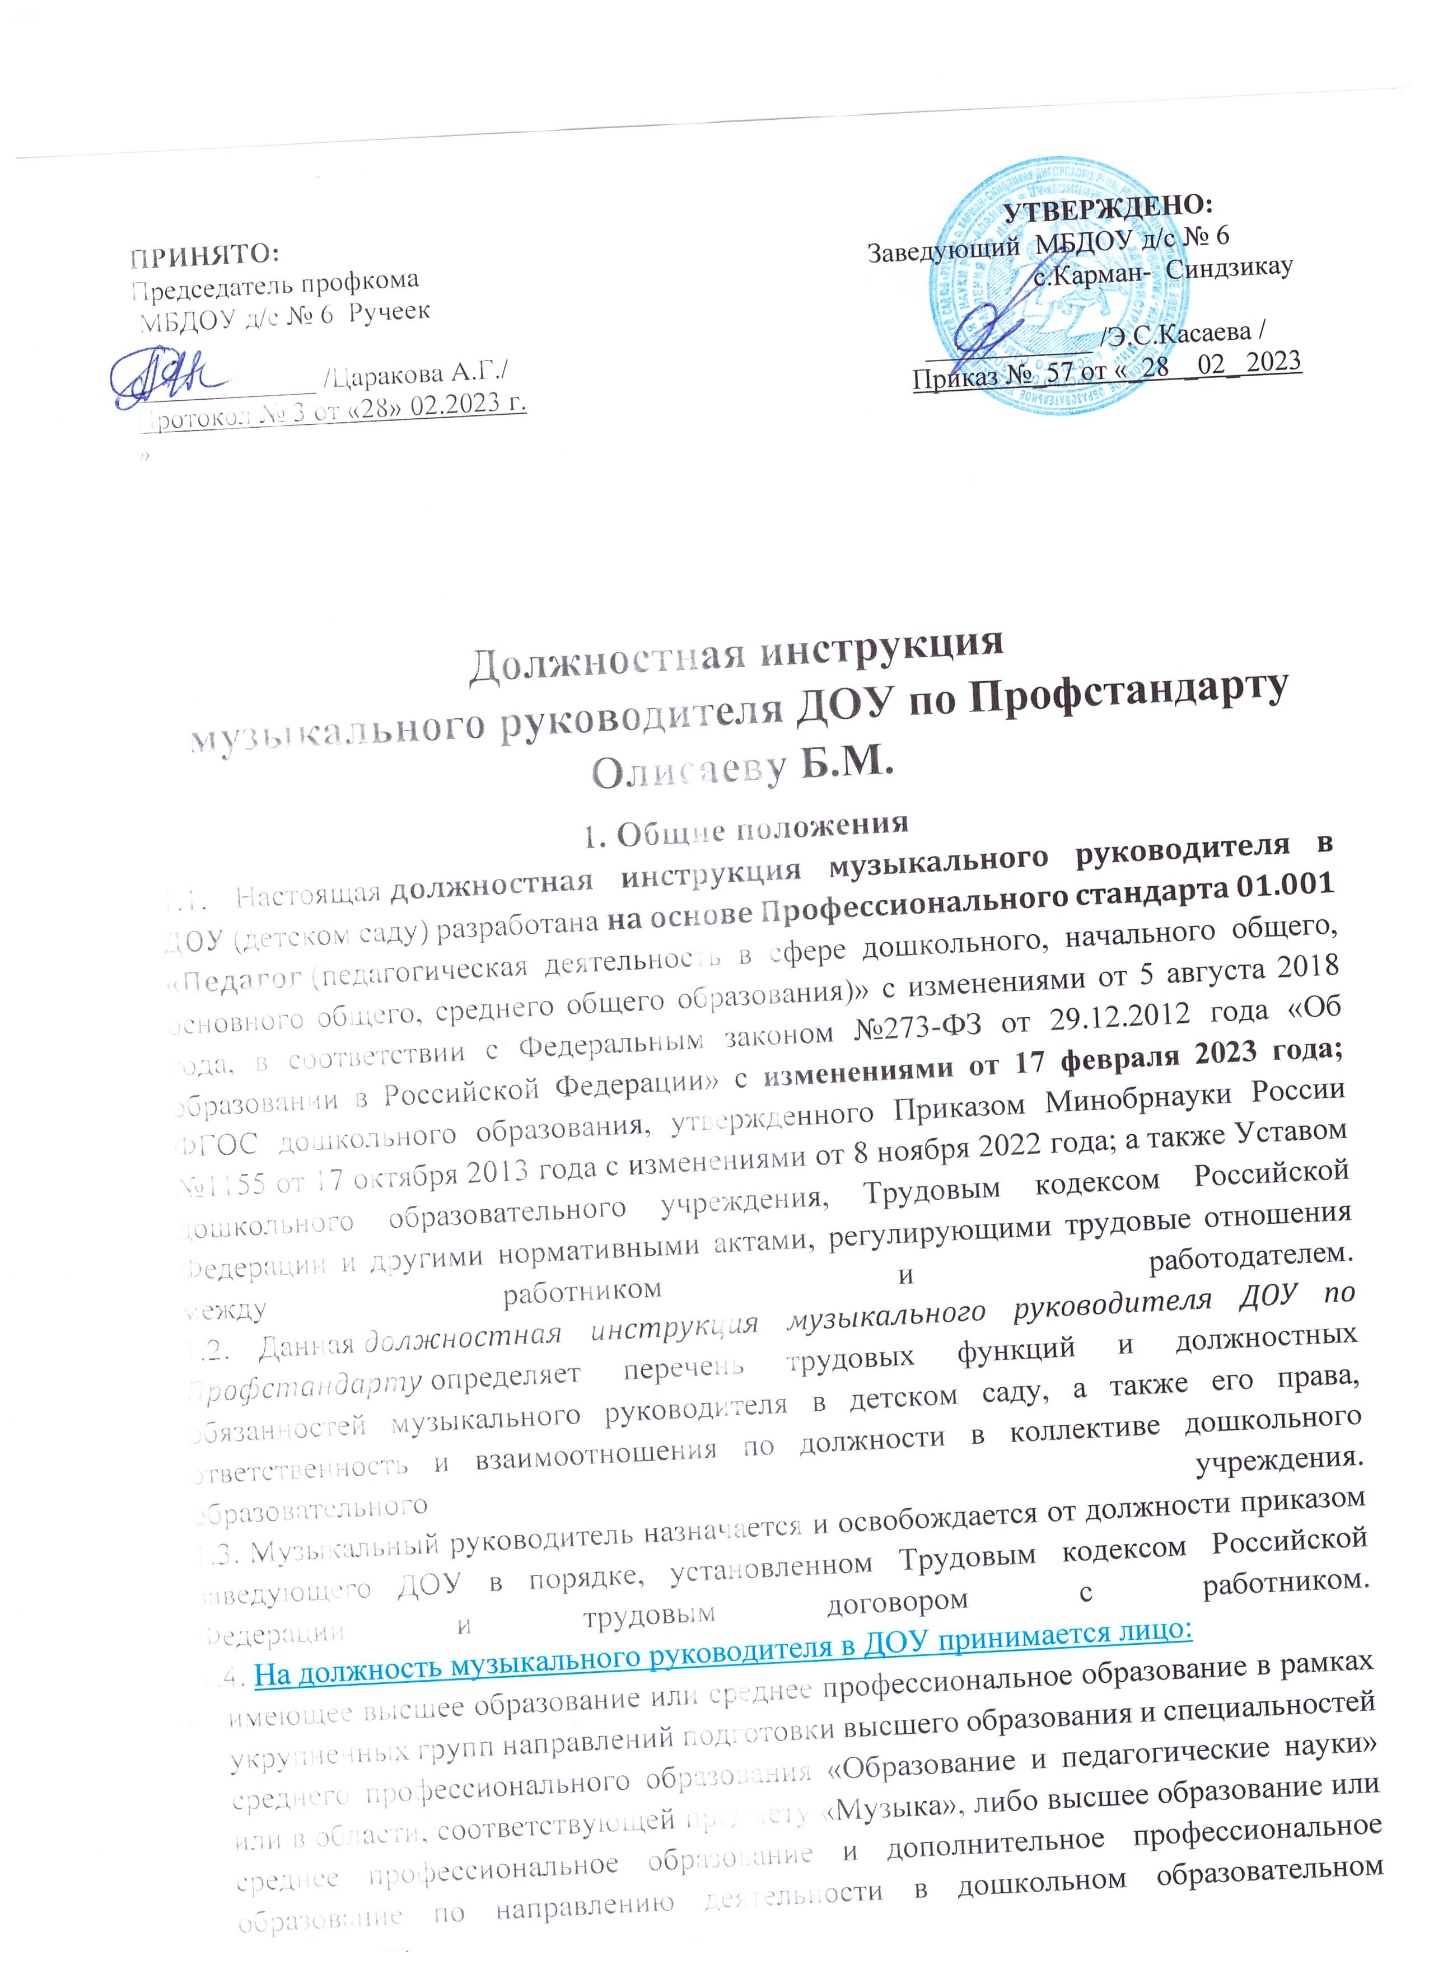 ПРИНЯТО:
Председатель профкома
МБДОУ д/с № 6 Ручеек
/Царакова А.Г./
Протокол № 3 от «28» 02.2023 г.
»
УТВЕРЖДЕНО:
Заведующий МБДОУ д/с № 6
с.Карман- Синдзикау
/Э.С.Касаева /
Приказ №_57 от «_28 _02_ 2023
Должностная инструкция
музыкального руководителя ДОУ по Профстандарту
Олисаеву Б.М.
1. Общие положения
1.1. Настоящая должностная инструкция музыкального руководителя в
ДОУ (детском саду) разработана на основе Профессионального стандарта 01.001
«Педагог (педагогическая деятельность в сфере дошкольного, начального общего,
основного общего, среднего общего образования)» с изменениями от 5 августа 2018
года, в соответствии с Федеральным законом №273-ФЗ от 29.12.2012 года «Об
образовании в Российской Федерации» с изменениями от 17 февраля 2023 года;
ФГОС дошкольного образования, утвержденного Приказом Минобрнауки России
№1155 от 17 октября 2013 года с изменениями от 8 ноября 2022 года; а также Уставом
дошкольного образовательного учреждения, Трудовым кодексом Российской
Федерации и другими нормативными актами, регулирующими трудовые отношения
между работником и работодателем.
1.2. Данная должностная инструкция музыкального руководителя ДОУ по
Профстандарту определяет перечень трудовых функций и должностных
обязанностей музыкального руководителя в детском саду, а также его права,
ответственность и взаимоотношения по должности в коллективе дошкольного
образовательного учреждения.
1.3. Музыкальный руководитель назначается и освобождается от должности приказом
заведующего ДОУ в порядке, установленном Трудовым кодексом Российской
Федерации и трудовым договором с работником.
1.4. На должность музыкального руководителя в ДОУ принимается лицо:
имеющее высшее образование или среднее профессиональное образование в рамках
укрупненных групп направлений подготовки высшего образования и специальностей
среднего профессионального образования «Образование и педагогические науки»
или в области, соответствующей предмету «Музыка», либо высшее образование или
среднее профессиональное образование и дополнительное профессиональное
образование по направлению деятельности в дошкольном образовательном